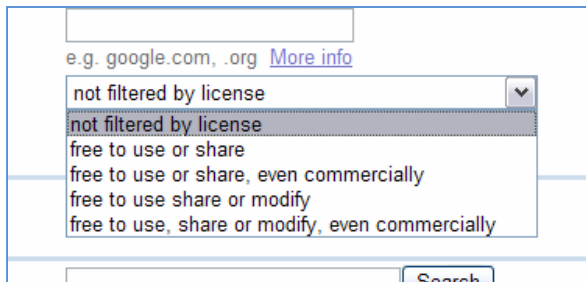 e.g. google.com, .org More info
not filtered by license
not filtered by license
free to use or share
free to use or share, even commercially
free to use share or modify
free to use, share or modify, even commercially
Search